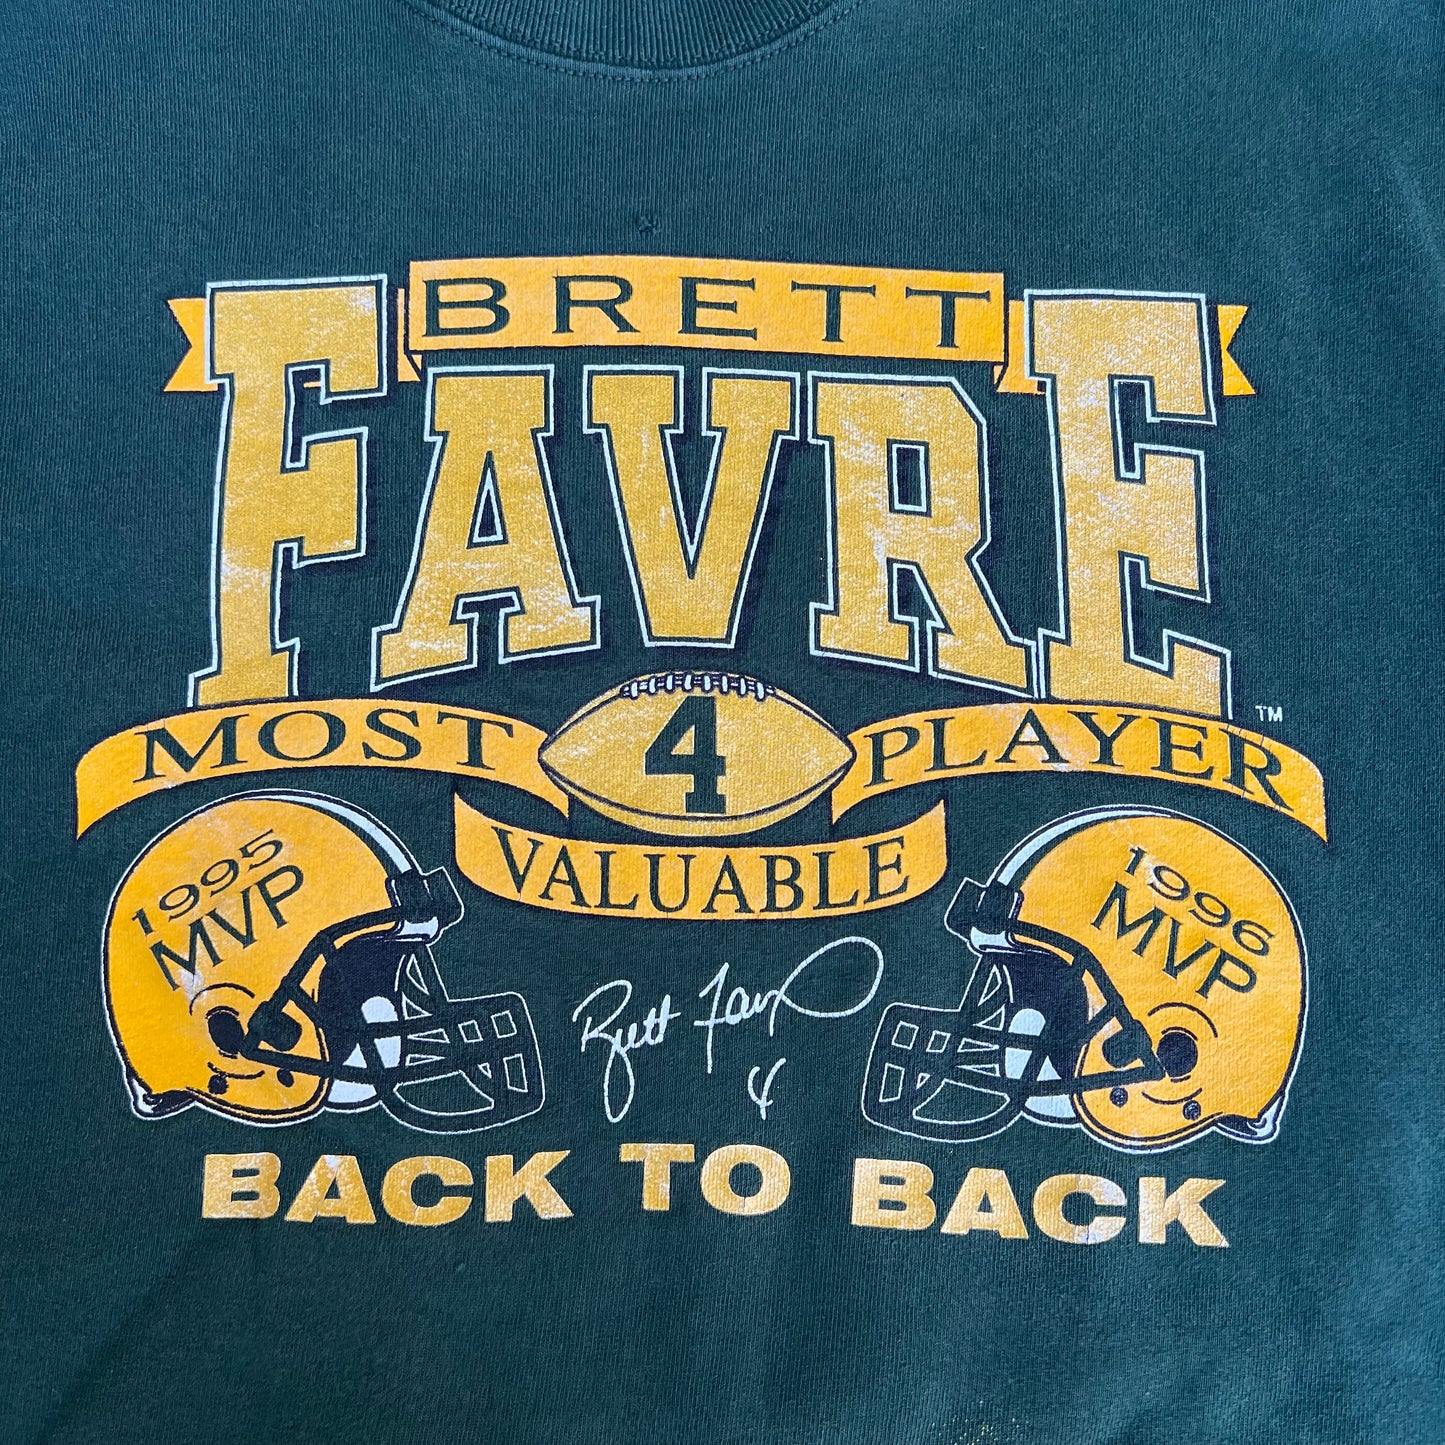 BRETT
FAVRE
TM
MOST 4 PLAYER
VALUABLE
1995
MVP
1996
MVP
Brett Favre
4
BACK TO BACK